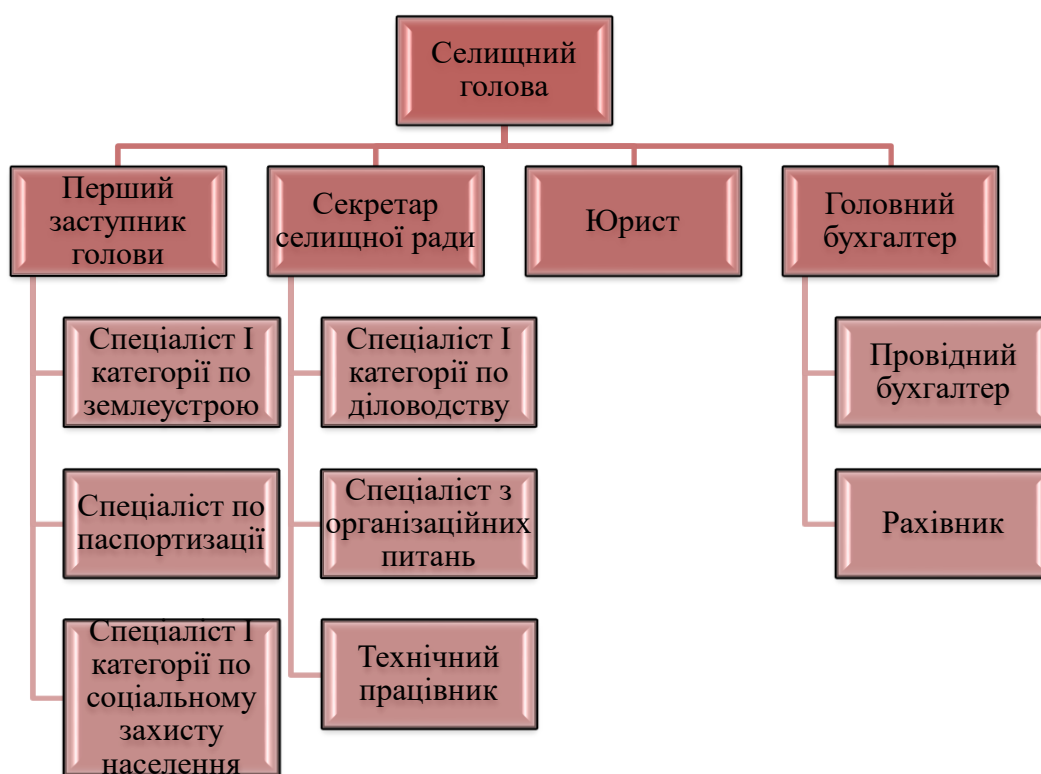 Селищний
голова
Перший
заступник
голови
Секретар
селищної ради
Юрист
Головний
бухгалтер
Спеціаліст І
категорії по
землеустрою
Спеціаліст І
категорії по
діловодству
Провідний
бухгалтер
Спеціаліст по
паспортизації
Спеціаліст з
організаційних
питань
Рахівник
Спеціаліст І
категорії по
соціальному
захисту
населення
Технічний
працівник